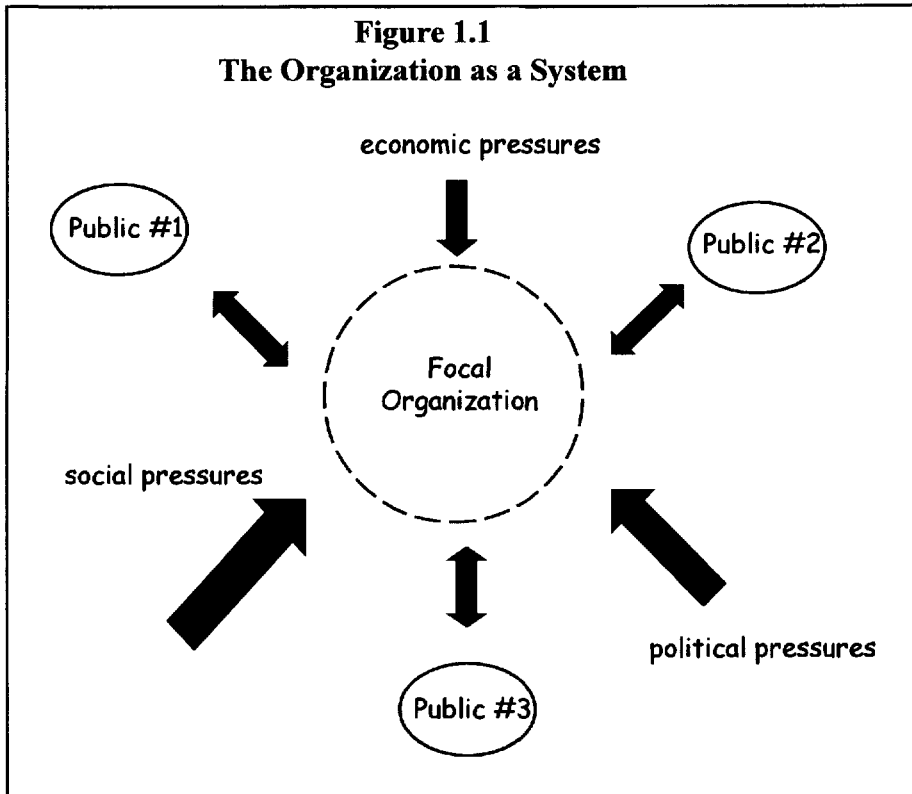 Figure 1.1
The Organization as a System
economic pressures
Public #1
Public #2
Focal
Organization
social pressures
political pressures
Public #3